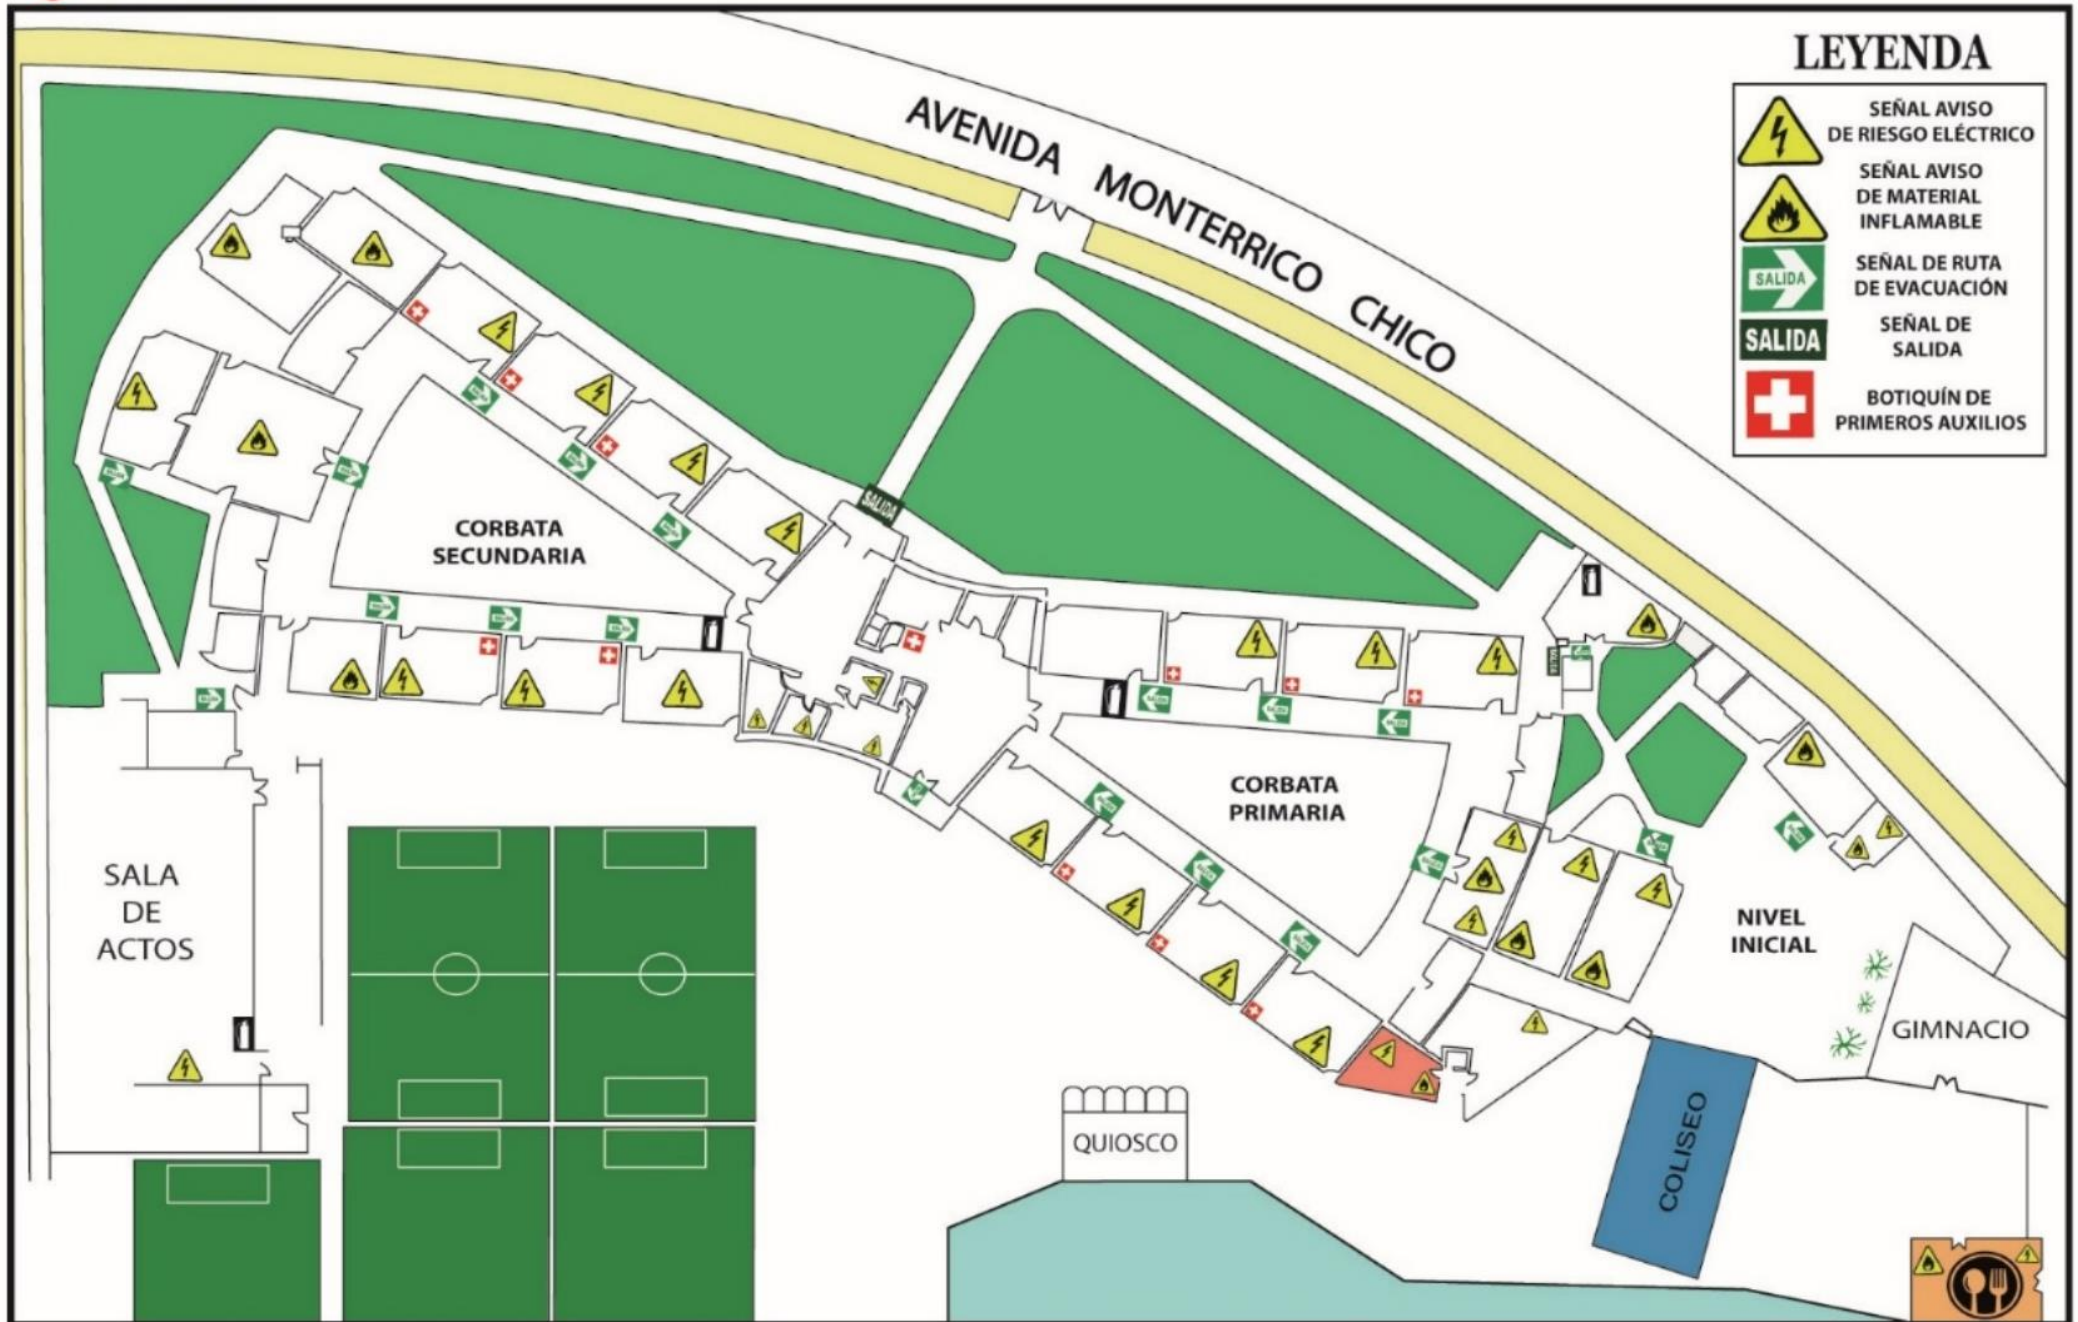 LEYENDA
SEÑAL AVISO
DE RIESGO ELÉCTRICO
SEÑAL AVISO
DE MATERIAL
INFLAMABLE
SALIDA
SEÑAL DE RUTA
DE EVACUACIÓN
SALIDA
SEÑAL DE
SALIDA
BOTIQUÍN DE
PRIMEROS AUXILIOS
AVENIDA MONTERRICO CHICO
SALIDA
CORBATA
SECUNDARIA
CORBATA
PRIMARIA
SALA
DE
ACTOS
NIVEL
INICIAL
GIMNACIO
QUIOSCO
COLISEO